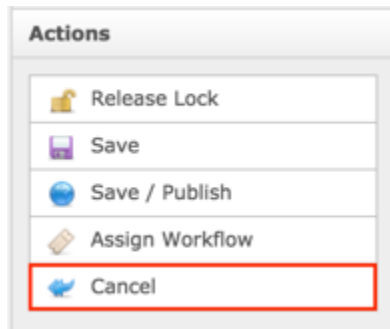 Actions
Release Lock
Save
Save / Publish
Assign Workflow
Cancel